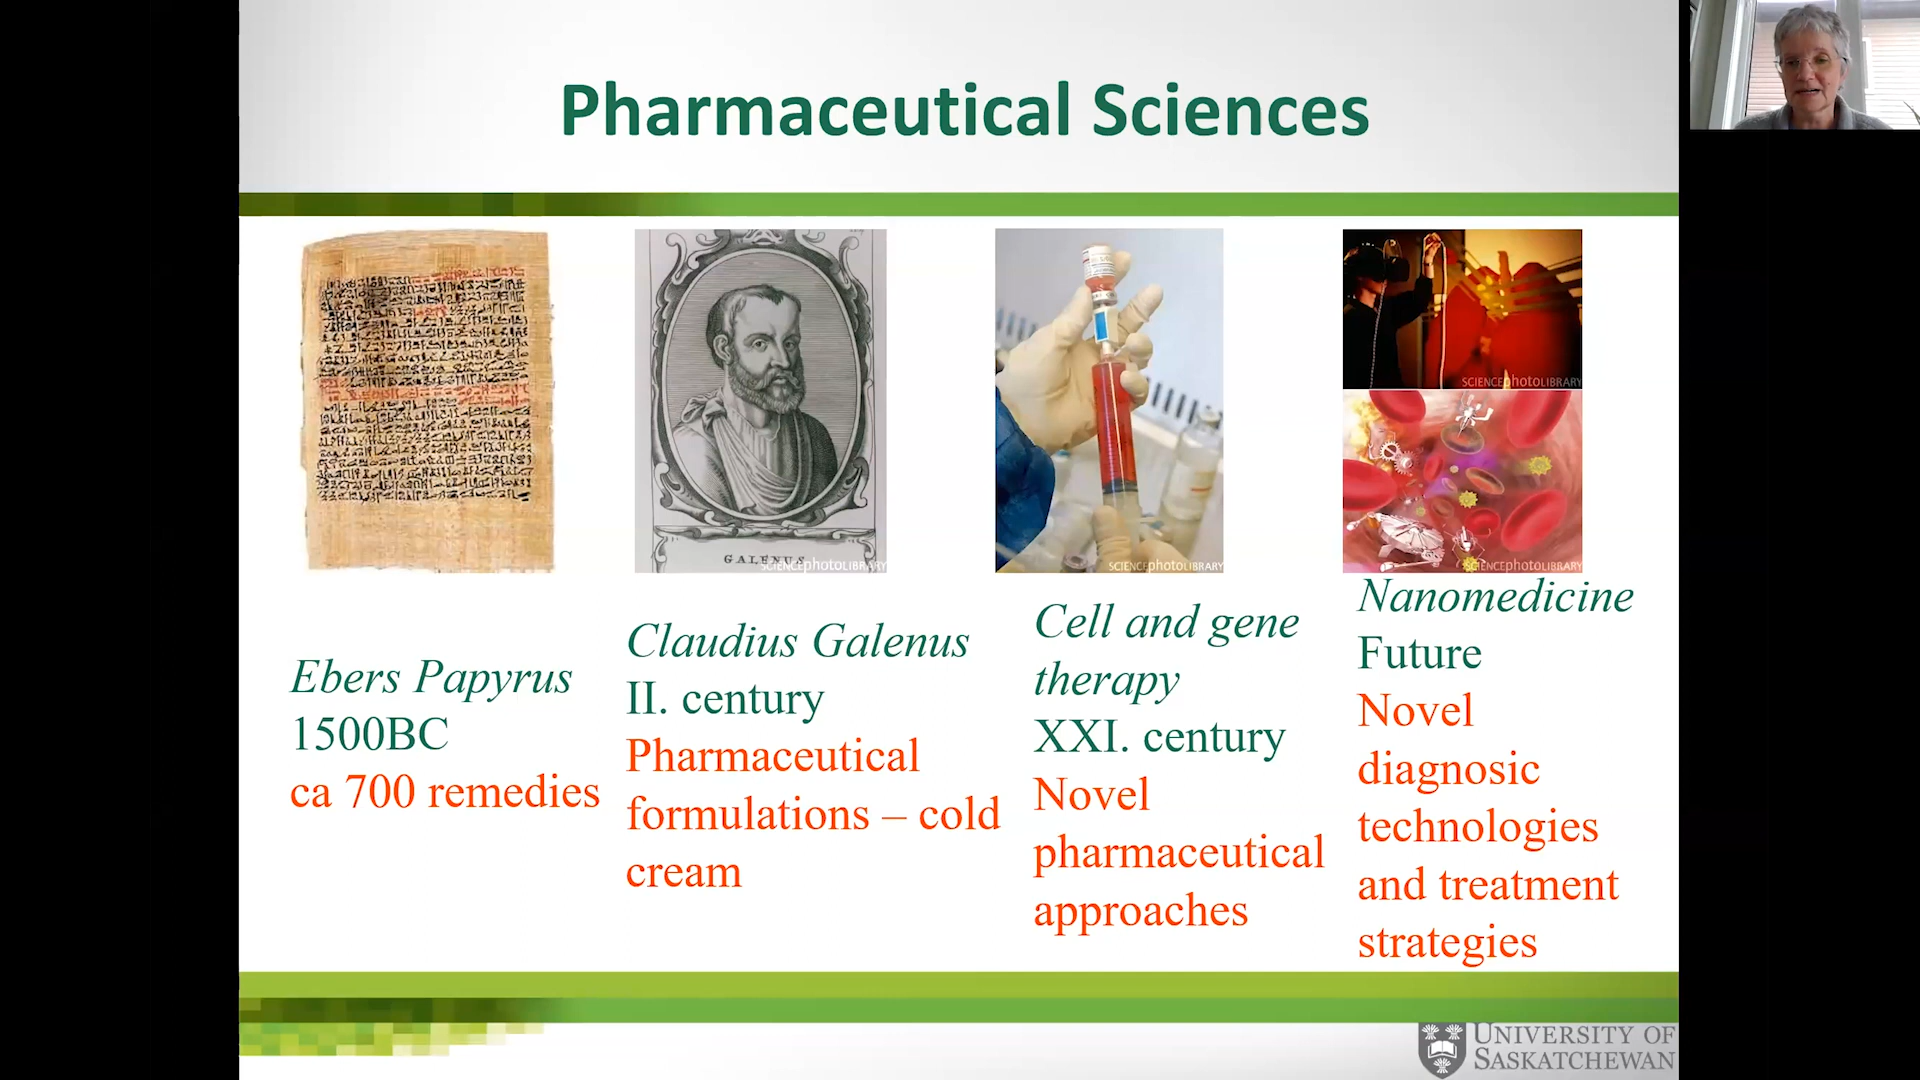 Pharmaceutical Sciences
GALENUS
SCIENCEPHOTOLIBRARY
SCIENCEPHOTOLIBRARY
SCIENCEPHOTOLIBRARY
SCIENCEPHOTOLIBRARY
Ebers Papyrus
1500BC
ca 700 remedies
Claudius Galenus
II. century
Pharmaceutical
formulations – cold
cream
Cell and gene
therapy
XXI. century
Novel
pharmaceutical
approaches
Nanomedicine
Future
Novel
diagnosic
technologies
and treatment
strategies
UNIVERSITY OF
SASKATCHEWAN